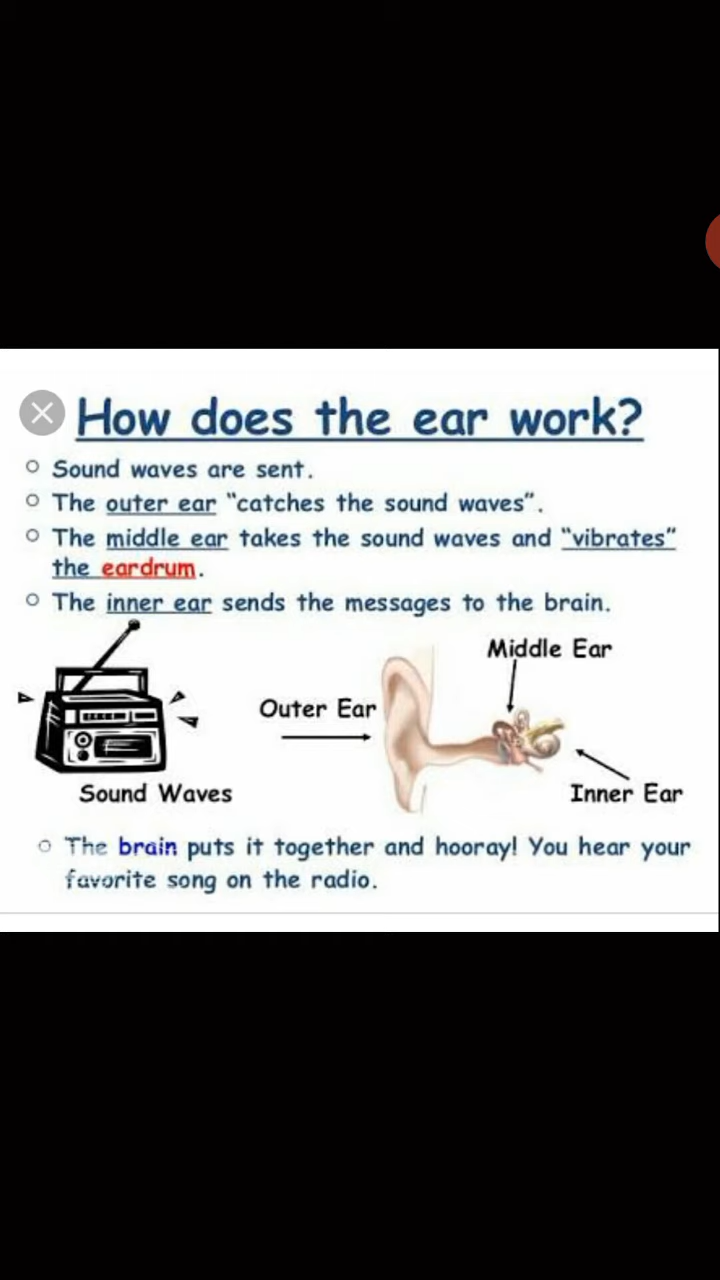 How does the ear work?
Sound waves are sent.
The outer ear "catches the sound waves".
The middle ear takes the sound waves and "vibrates"
the eardrum.
The inner ear sends the messages to the brain.
Middle Ear
Outer Ear
Sound Waves
Inner Ear
The brain puts it together and hooray! You hear your
favorite song on the radio.